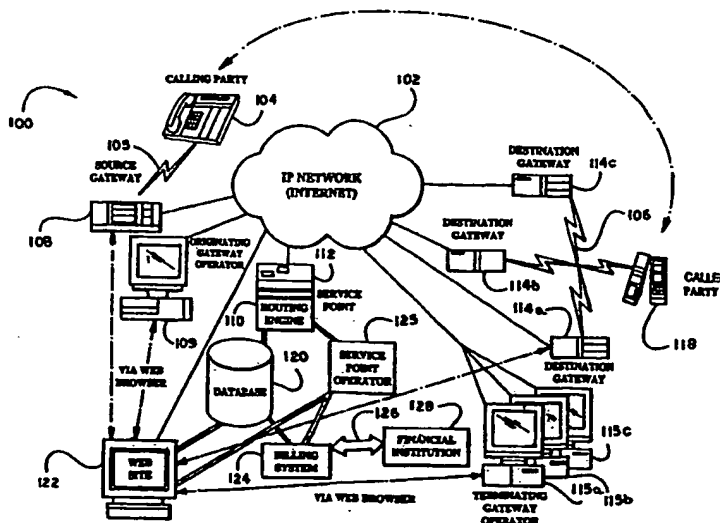 CALLING PARTY
104
102
100
105
SOURCE
GATEWAY
108
IP NETWORK
(INTERNET)
DESTINATION
GATEWAY
114c
106
DESTINATION
GATEWAY
114b
CALLED
PARTY
118
114a
DESTINATION
GATEWAY
ORIGINATING
GATEWAY
OPERATOR
109
112
SERVICE
POINT
110
ROUTING
ENGINE
125
SERVICE
POINT
OPERATOR
120
DATABASE
VIA WEB
BROWSER
126
128
FINANCIAL
INSTITUTION
122
WEB
SITE
124
BILLING
SYSTEM
VIA WEB BROWSER
115c
115a
115b
TERMINATING
GATEWAY
OPERATOR